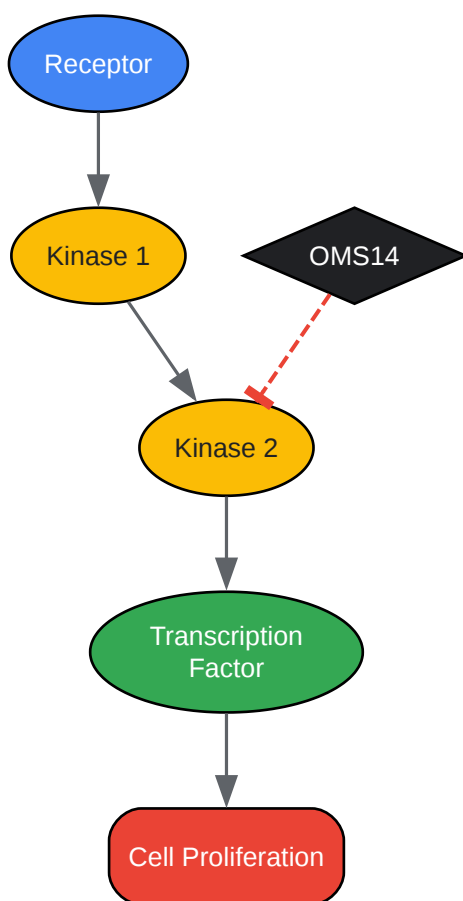 Receptor
Kinase 1
OMS14
Kinase 2
Transcription
Factor
Cell Proliferation